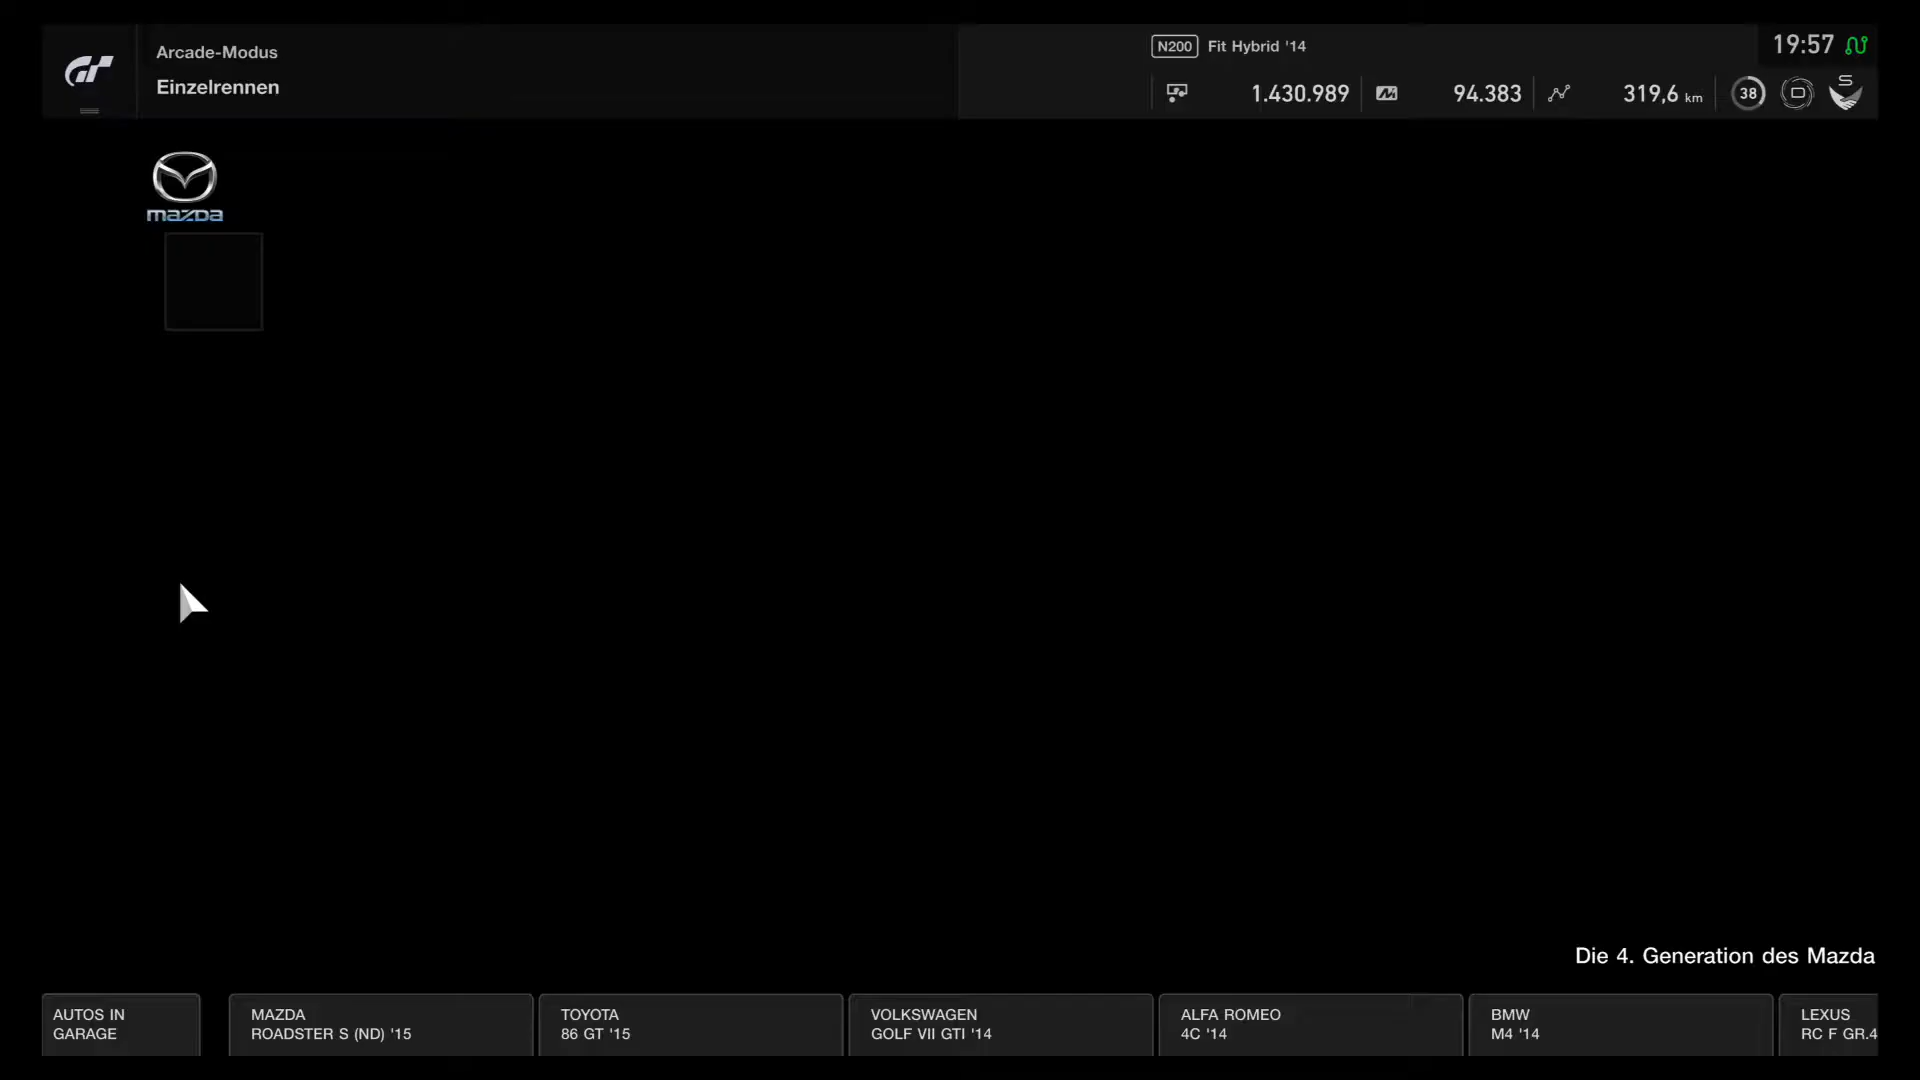 Arcade-Modus
Einzelrennen
N200 Fit Hybrid '14
19:57
1.430.989
94.383
319,6 km
38
S
mazda
Die 4. Generation des Mazda
AUTOS IN
GARAGE
MAZDA
ROADSTER S (ND) '15
TOYOTA
86 GT '15
VOLKSWAGEN
GOLF VII GTI '14
ALFA ROMEO
4C '14
BMW
M4 '14
LEXUS
RC F GR.4